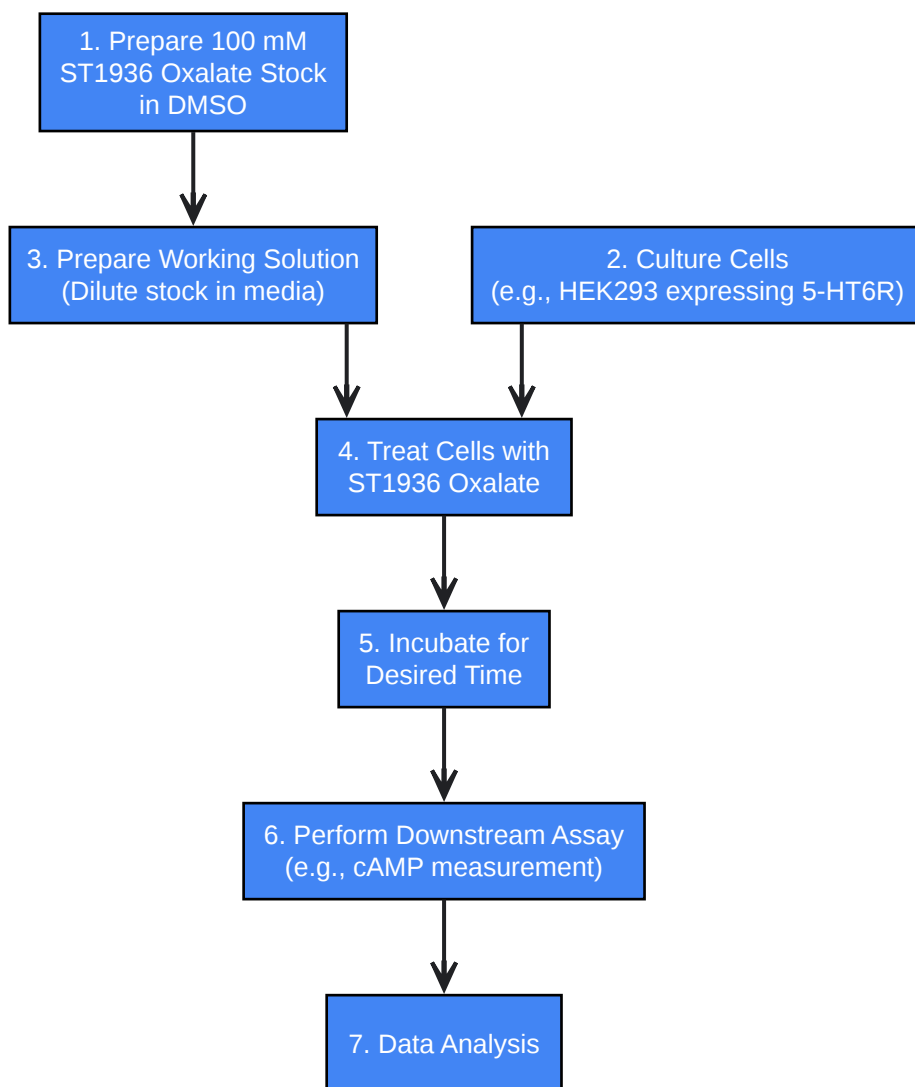 1. Prepare 100 mM
ST1936 Oxalate Stock
in DMSO
3. Prepare Working Solution
(Dilute stock in media)
2. Culture Cells
(e.g., HEK293 expressing 5-HT6R)
4. Treat Cells with
ST1936 Oxalate
5. Incubate for
Desired Time
6. Perform Downstream Assay
(e.g., cAMP measurement)
7. Data Analysis